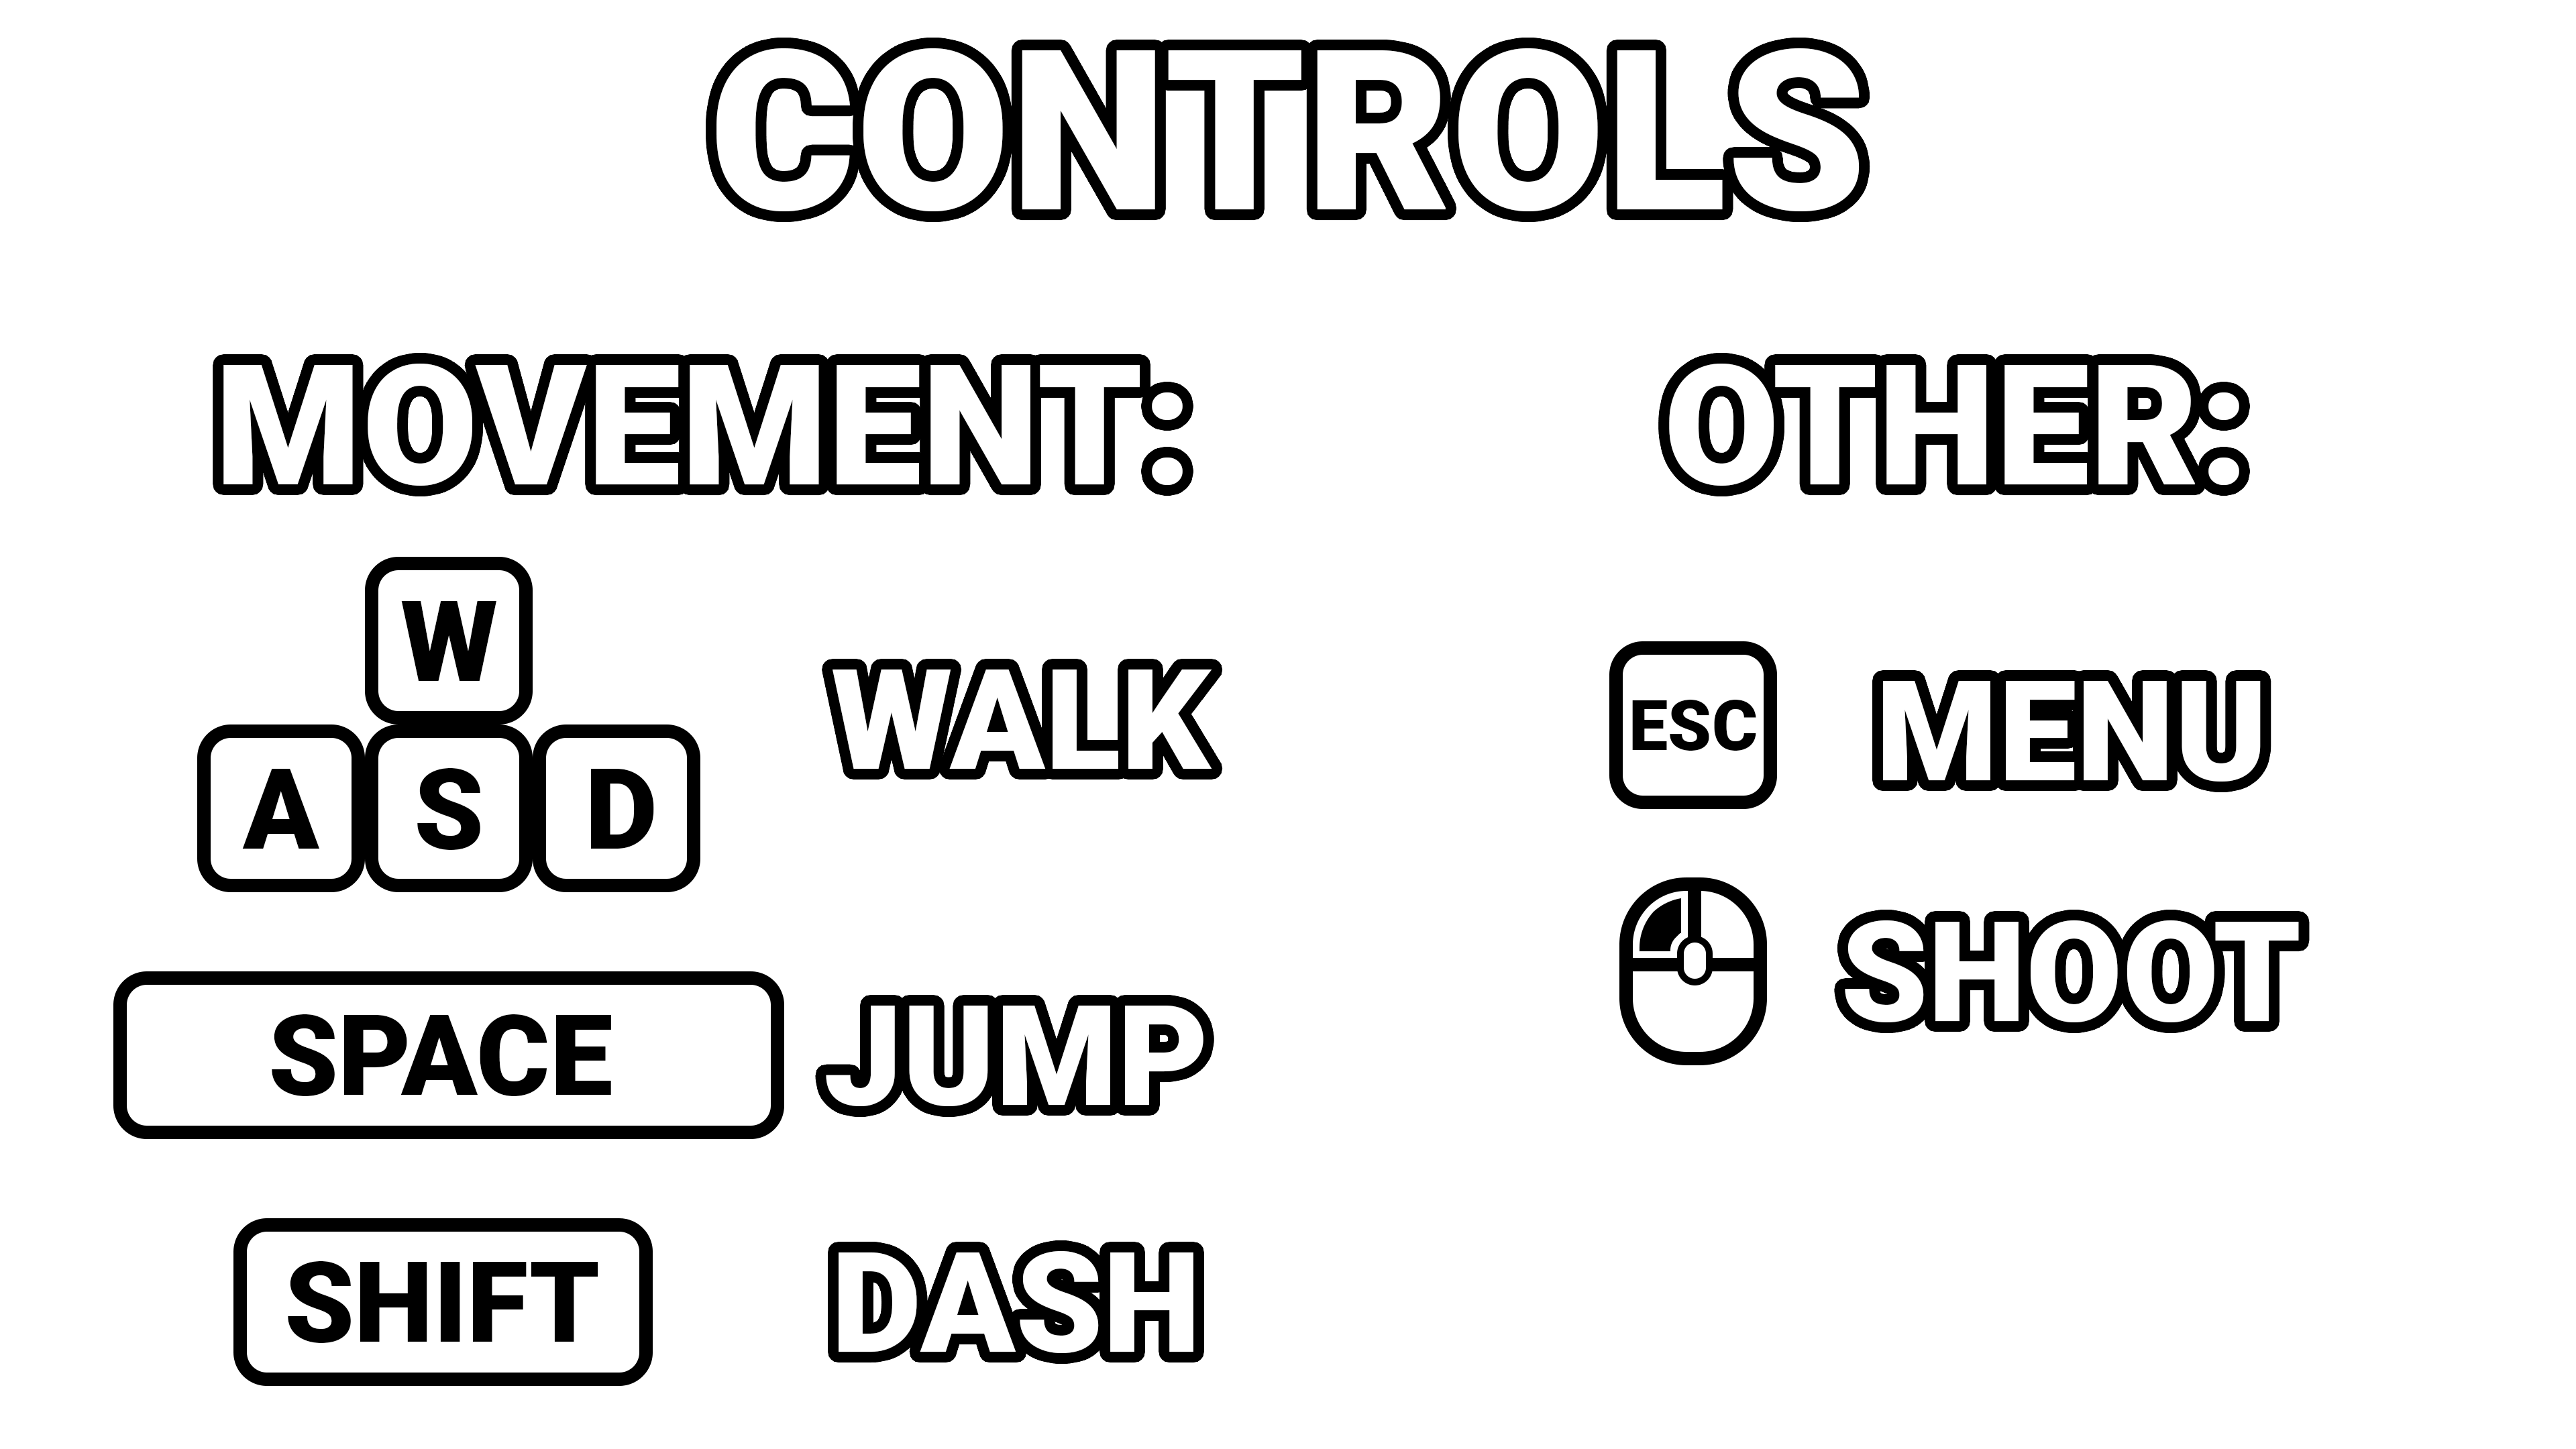 CONTROLS
MOVEMENT:
W
A S D
WALK
SPACE
JUMP
SHIFT
DASH
OTHER:
ESC
MENU
SHOOT